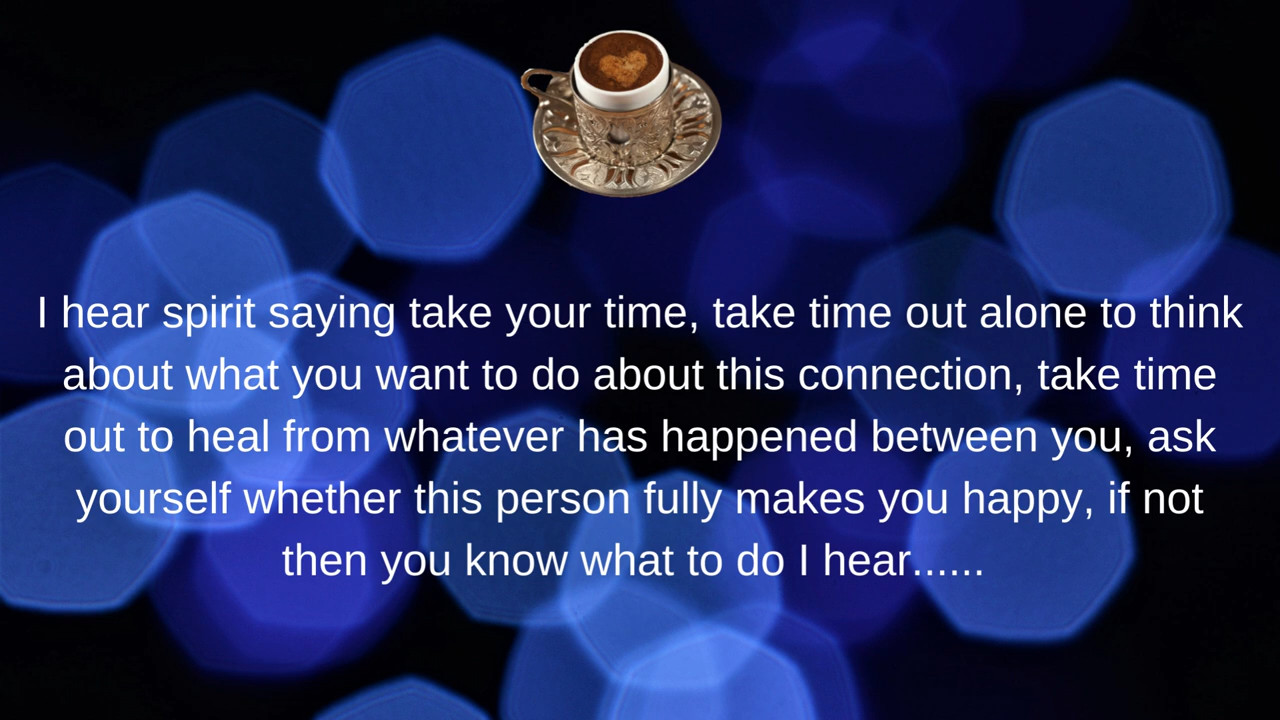 I hear spirit saying take your time, take time out alone to think
about what you want to do about this connection, take time
out to heal from whatever has happened between you, ask
yourself whether this person fully makes you happy, if not
then you know what to do I hear......